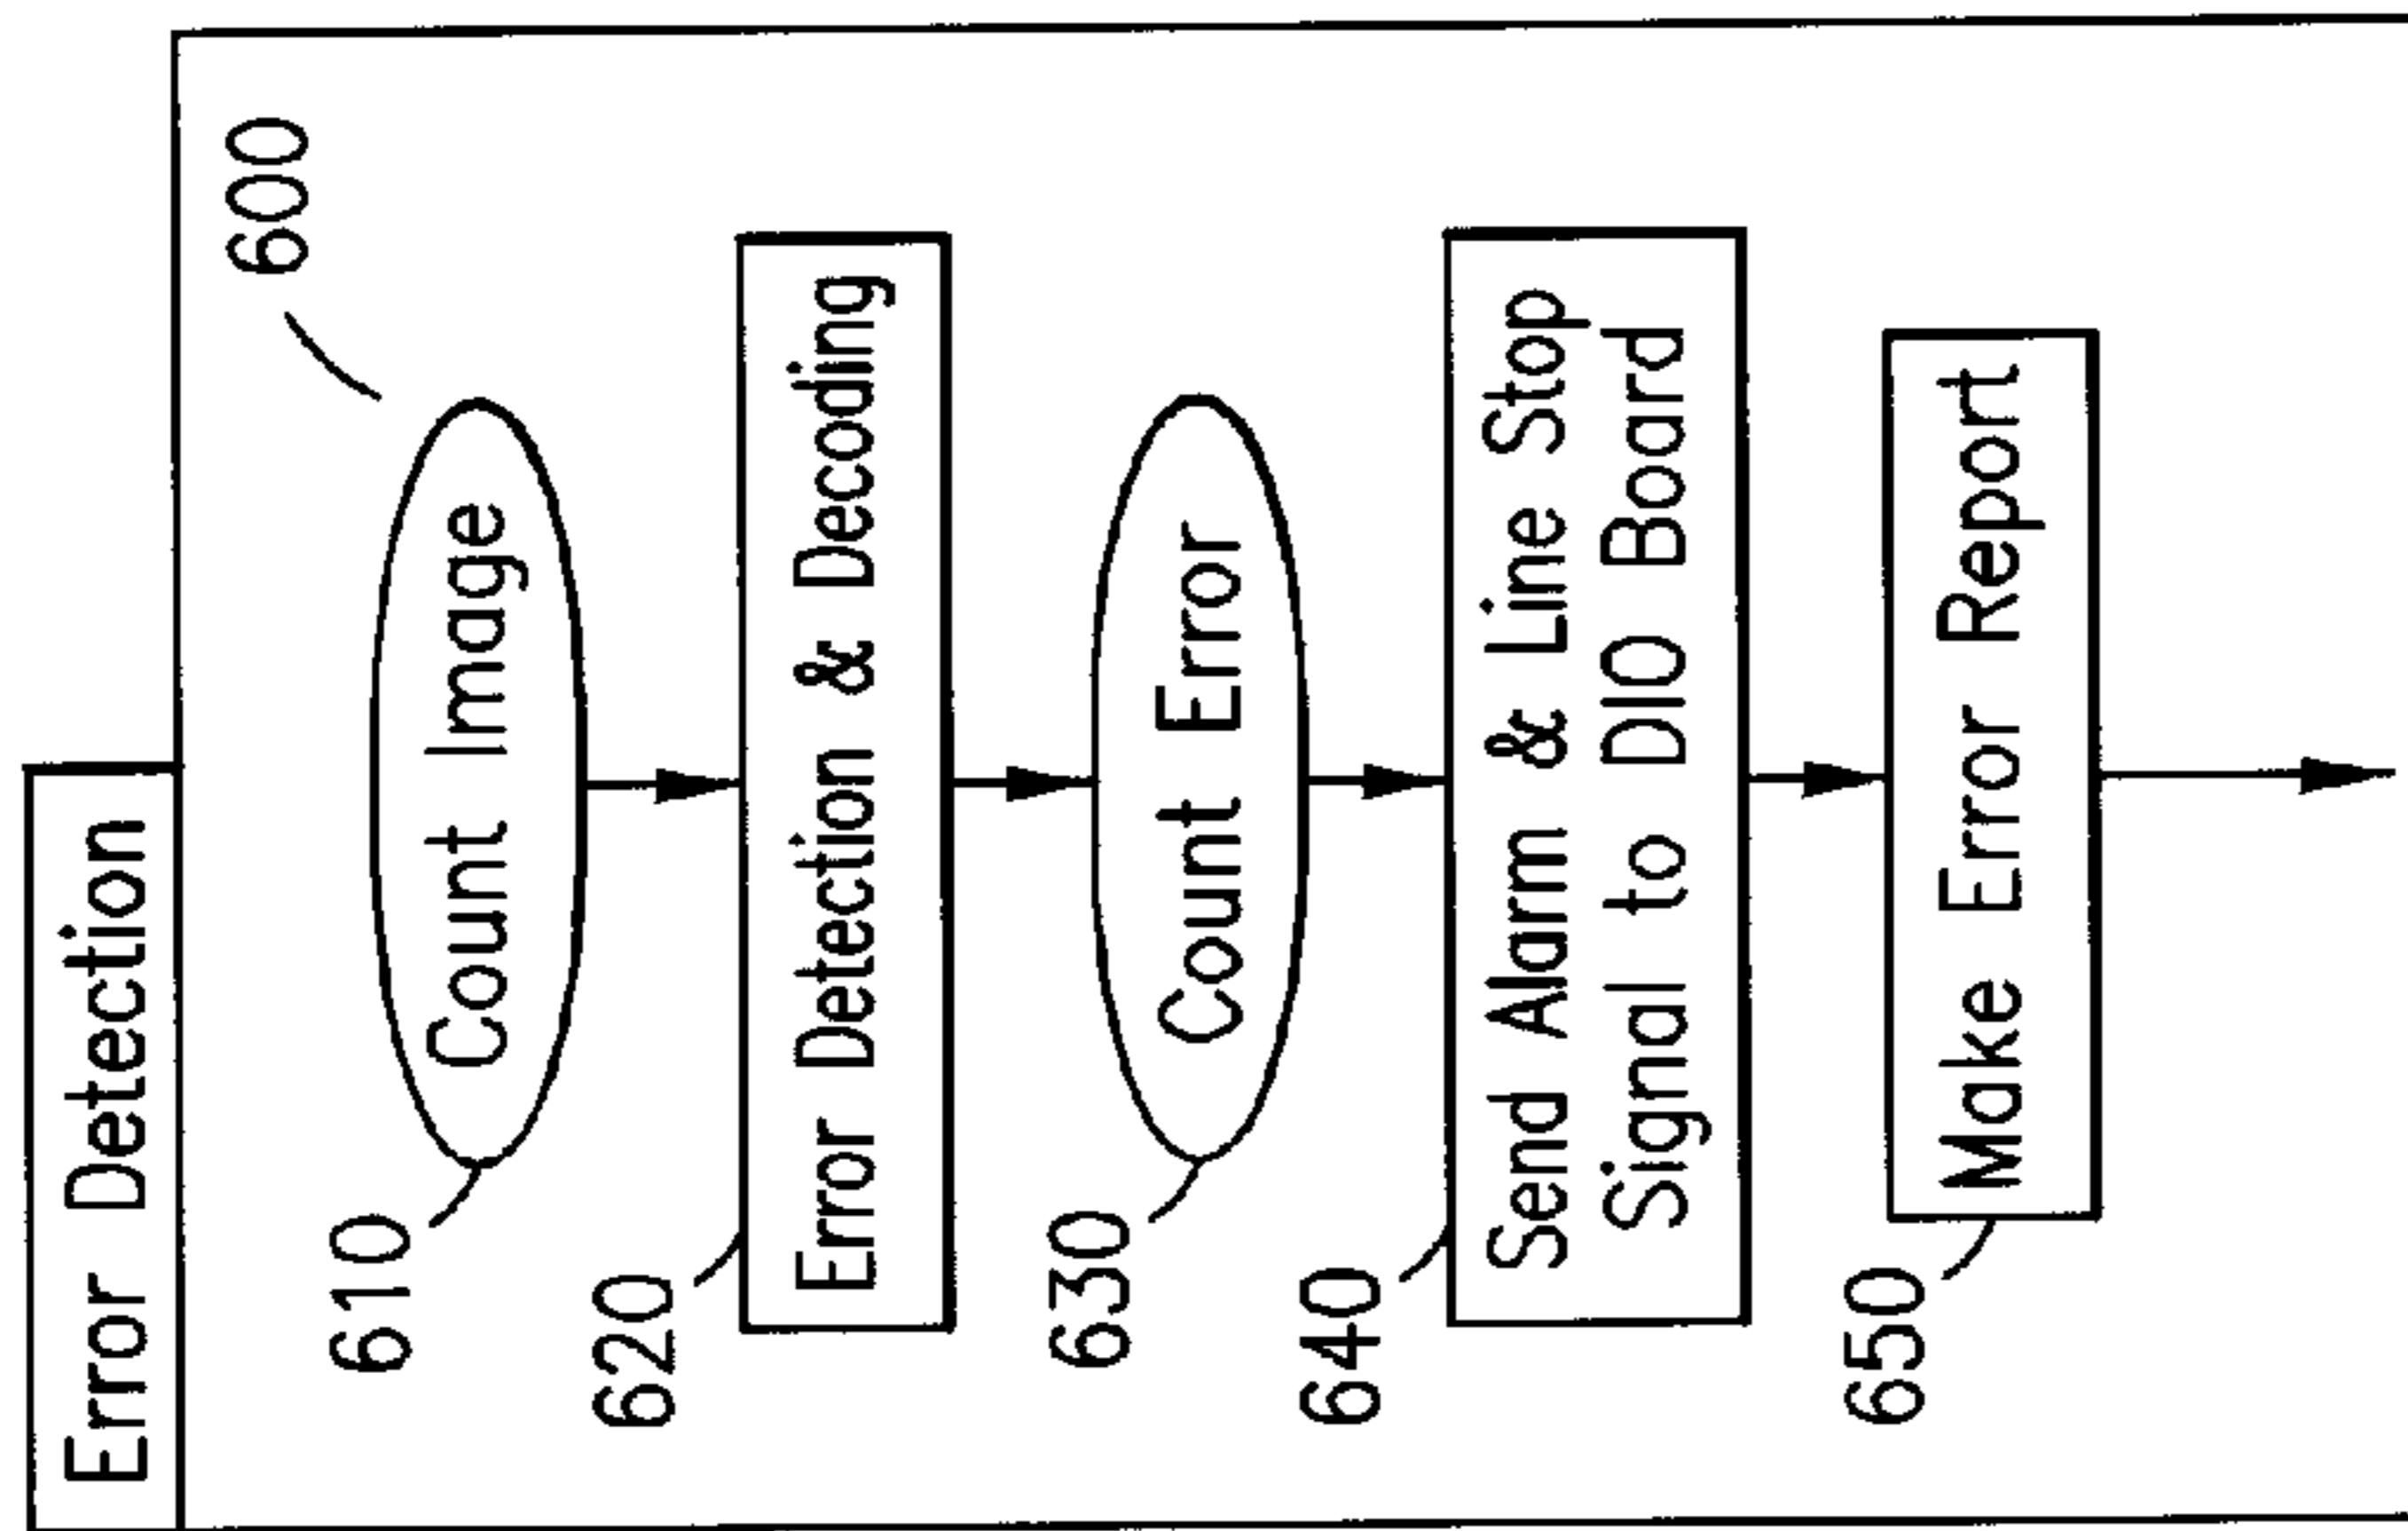 Error Detection
600
610
Count Image
620
Error Detection & Decoding
630
Count Error
640
Send Alarm & Line Stop
Signal to DIO Board
650
Make Error Report